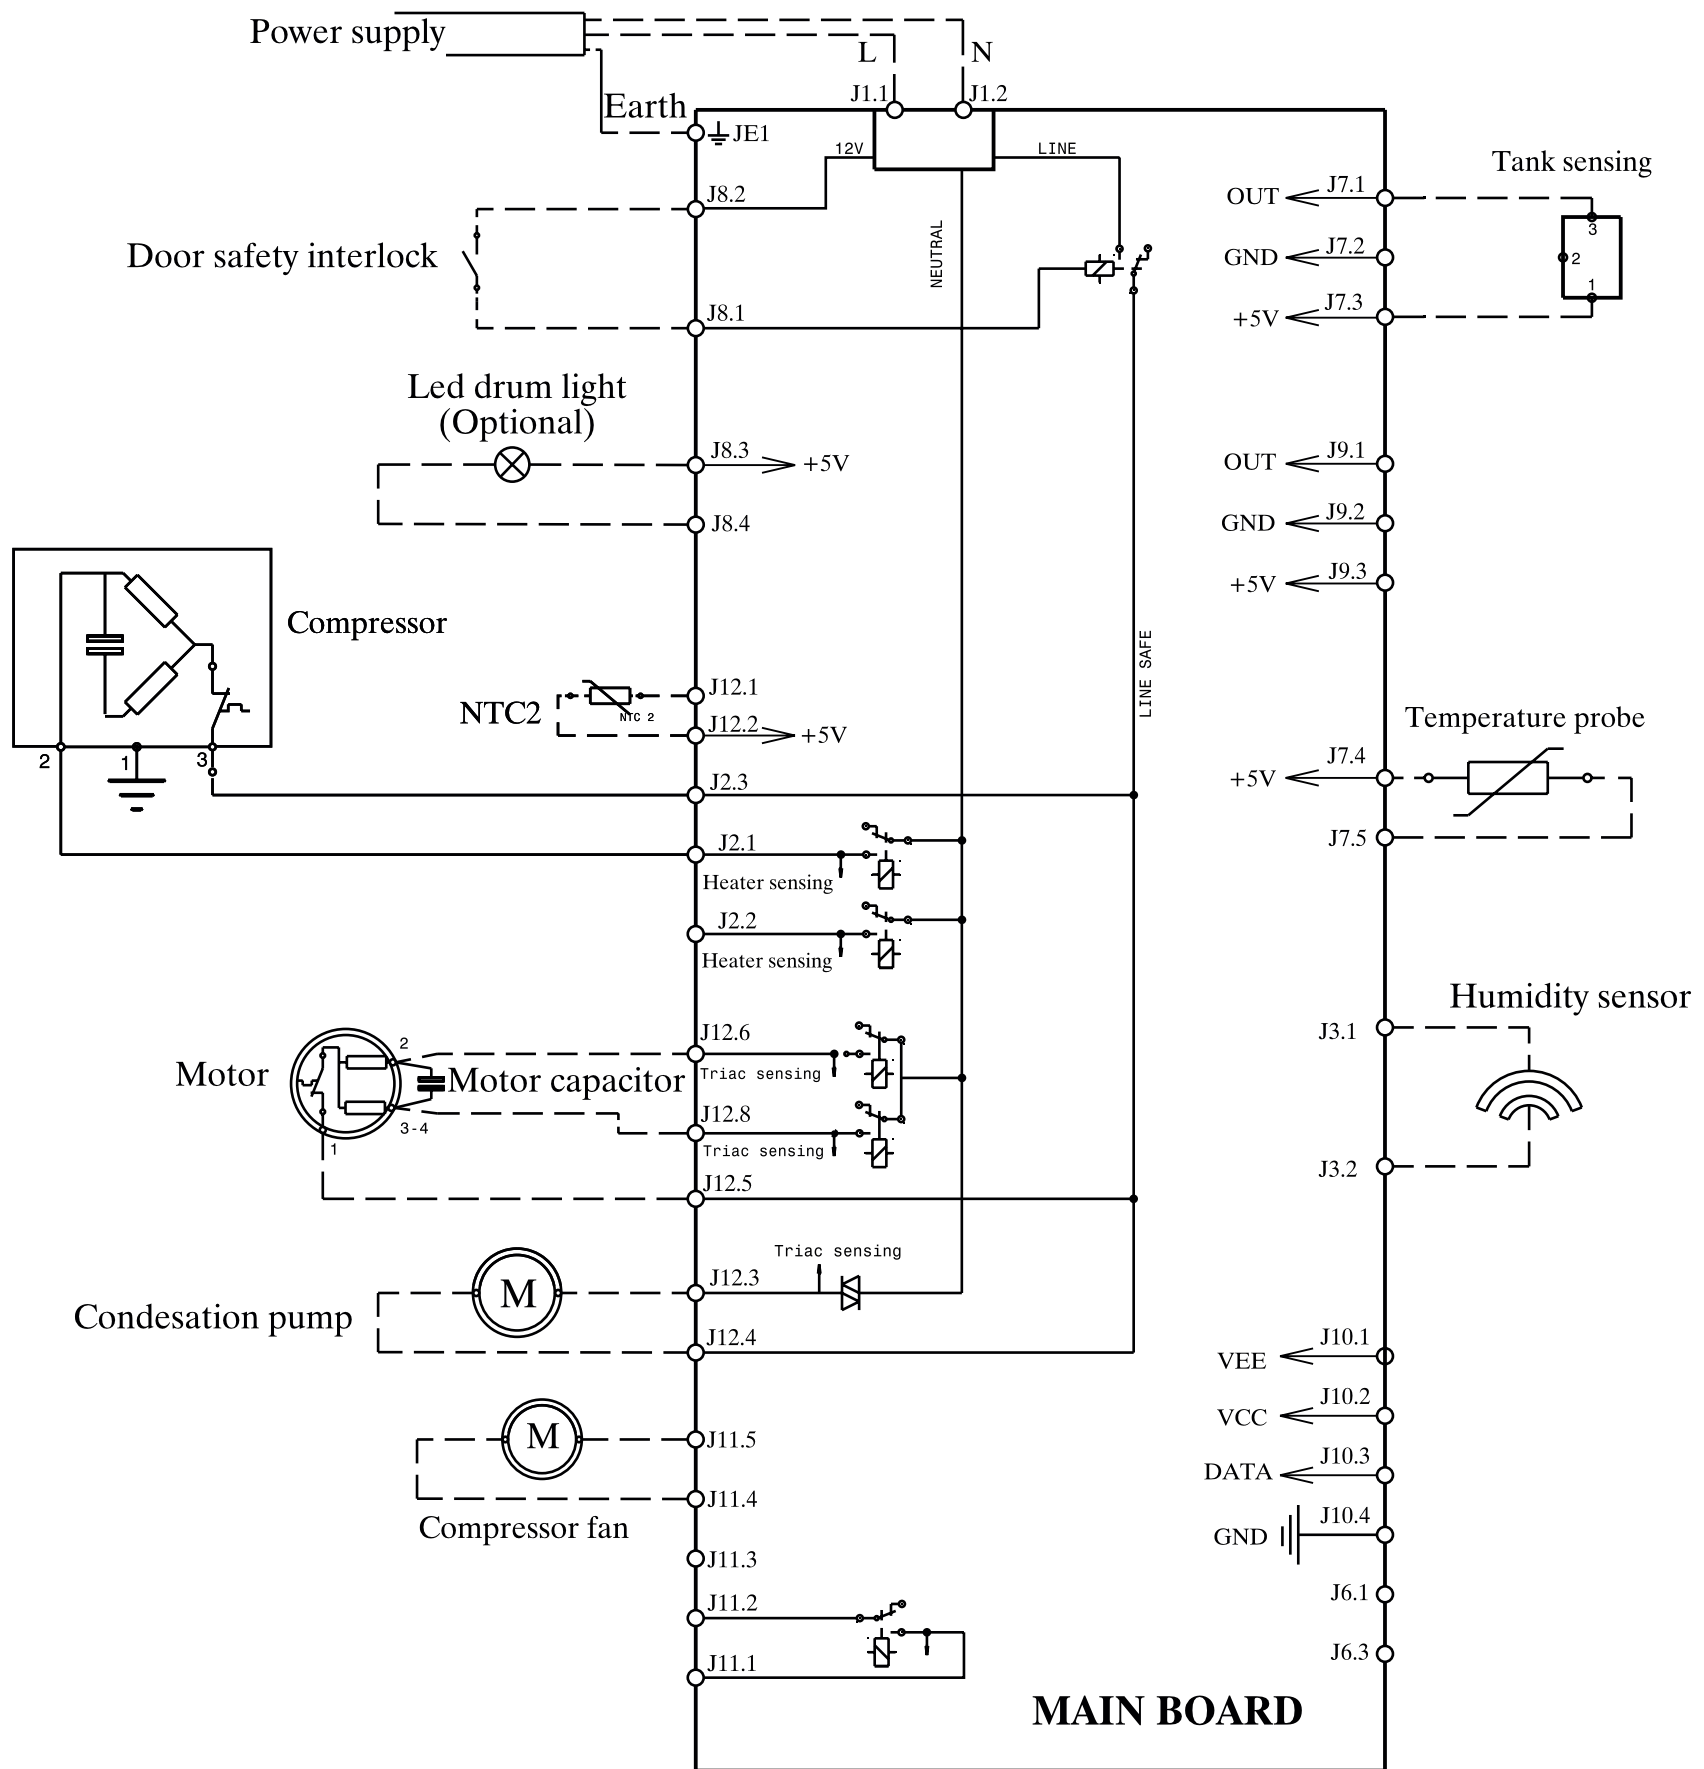 Power supply
L
N
J1.1
J1.2
Earth
JE1
12V
LINE
Tank sensing
J8.2
OUT
J7.1
3
Door safety interlock
NEUTRAL
GND
J7.2
2
1
J8.1
+5V
J7.3
Led drum light
(Optional)
J8.3
+5V
OUT
J9.1
J8.4
GND
J9.2
+5V
J9.3
Compressor
LINE SAFE
NTC2
NTC 2
J12.1
J12.2
+5V
Temperature probe
2
1
3
J2.3
+5V
J7.4
J2.1
J7.5
Heater sensing
J2.2
Heater sensing
Humidity sensor
J12.6
J3.1
2
Motor
Motor capacitor
Triac sensing
J12.8
3-4
1
Triac sensing
J3.2
J12.5
Triac sensing
J12.3
M
Condesation pump
J12.4
J10.1
VEE
J10.2
VCC
M
J11.5
J10.3
DATA
J11.4
Compressor fan
J10.4
GND
J11.3
J6.1
J11.2
J6.3
J11.1
MAIN BOARD